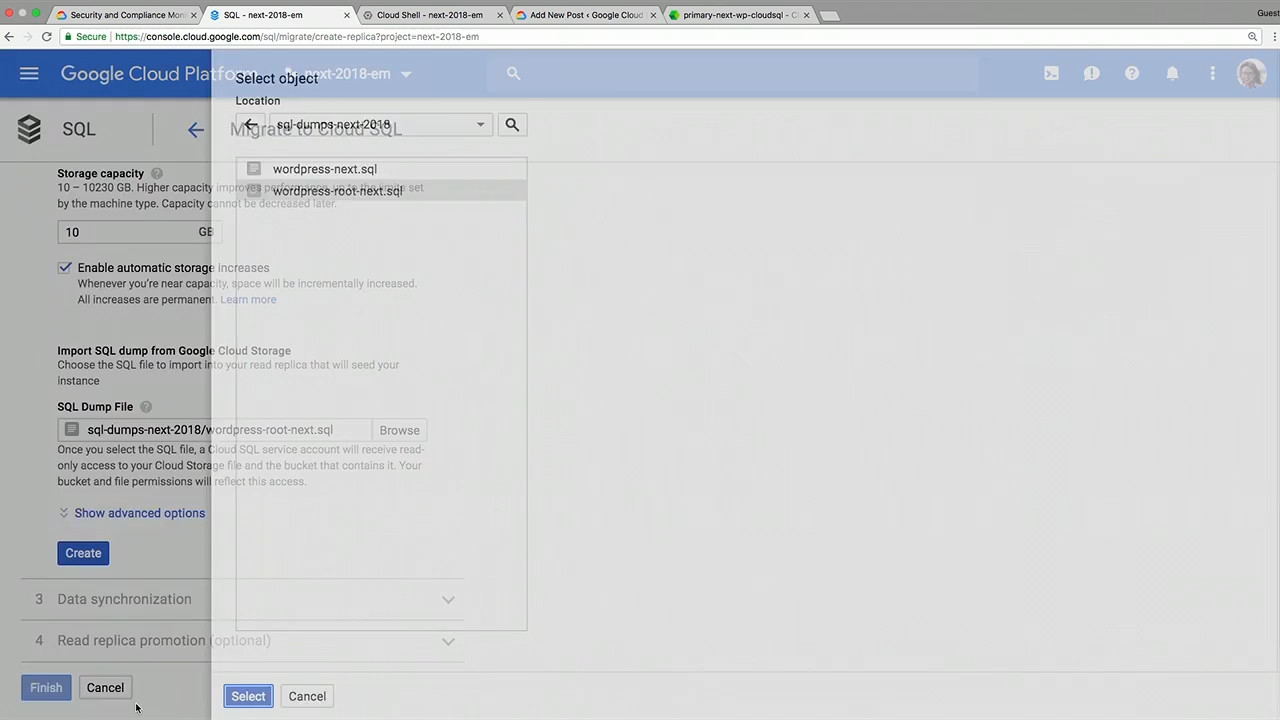 Security and Compliance Mon
SQL - next-2018-em
Cloud Shell - next-2018-em
Add New Post ‹ Google Cloud
primary-next-wp-cloudsql - C
Guest
Secure
https://console.cloud.google.com/sql/migrate/create-replica?project=next-2018-em
Google Cloud Platform
next-2018-em
Select object
SQL
Migrate to Cloud SQL
Location
sql-dumps-next-2018
wordpress-next.sql
wordpress-root-next.sql
Storage capacity
10 – 10230 GB. Higher capacity improves performance, up to the limits set
by the machine type. Capacity cannot be decreased later.
10
GB
Enable automatic storage increases
Whenever you're near capacity, space will be incrementally increased.
All increases are permanent. Learn more
Import SQL dump from Google Cloud Storage
Choose the SQL file to import into your read replica that will seed your
instance
SQL Dump File
sql-dumps-next-2018/wordpress-root-next.sql
Browse
Once you select the SQL file, a Cloud SQL service account will receive read-
only access to your Cloud Storage file and the bucket that contains it. Your
bucket and file permissions will reflect this access.
Show advanced options
Create
3 Data synchronization
4 Read replica promotion (optional)
Finish
Cancel
Select
Cancel